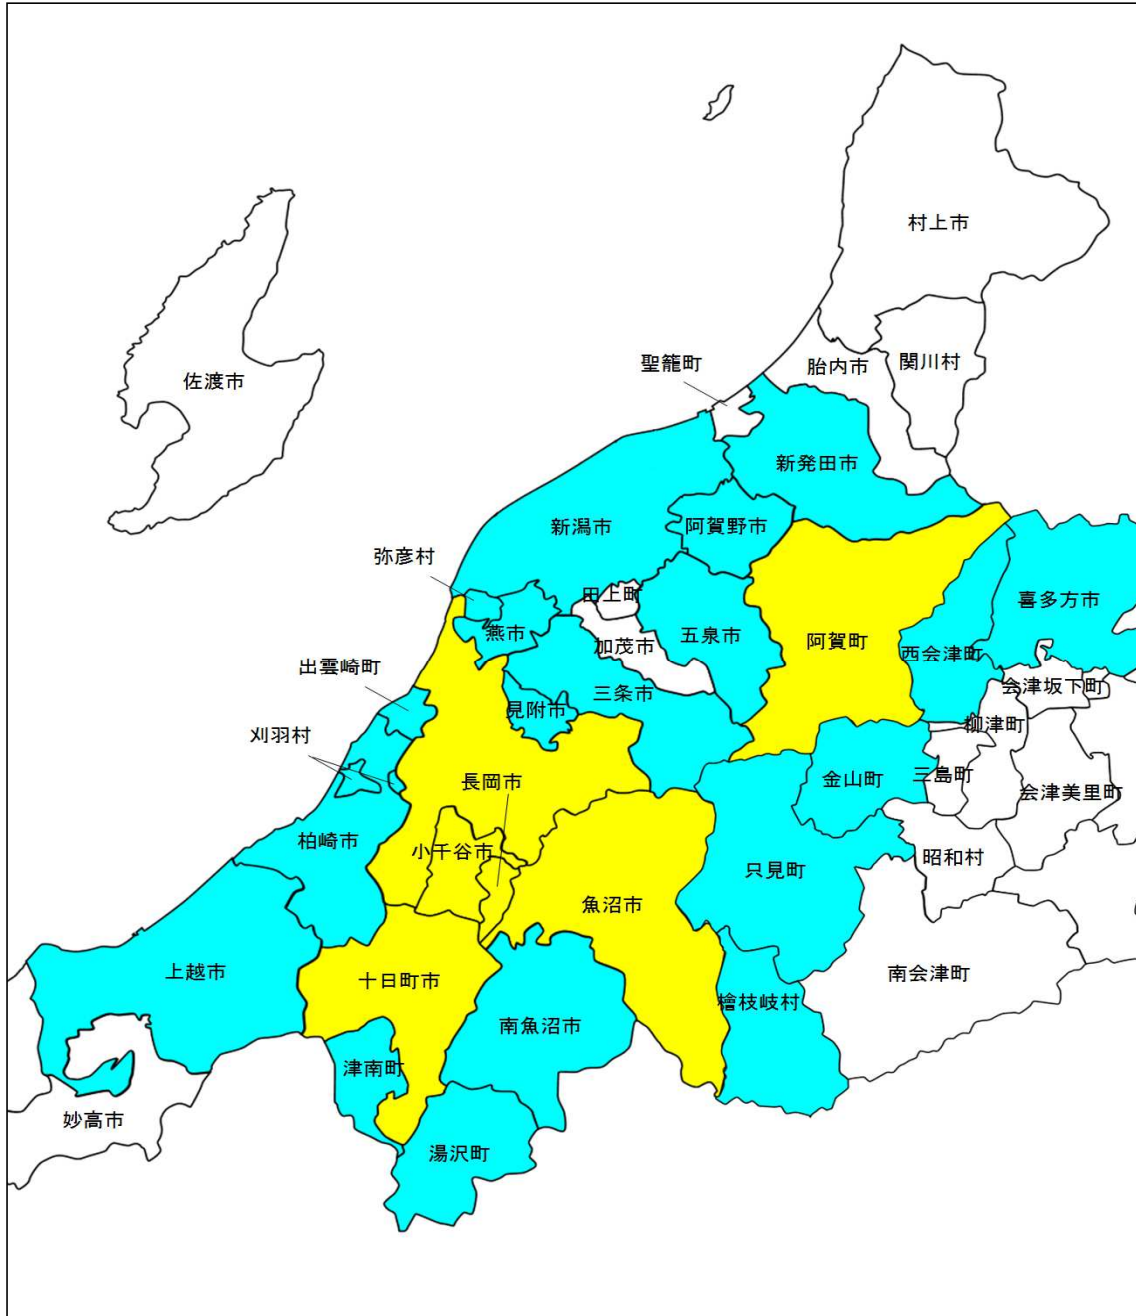 村上市
関川村
胎内市
聖籠町
佐渡市
新発田市
新潟市
阿賀野市
弥彦村
田上町
喜多方市
燕市
加茂市
五泉市
阿賀町
西会津町
出雲崎町
三条市
会津坂下町
見附市
柳津町
刈羽村
長岡市
金山町
三島町
会津美里町
柏崎市
小千谷市
昭和村
只見町
魚沼市
上越市
十日町市
南会津町
檜枝岐村
南魚沼市
津南町
妙高市
湯沢町